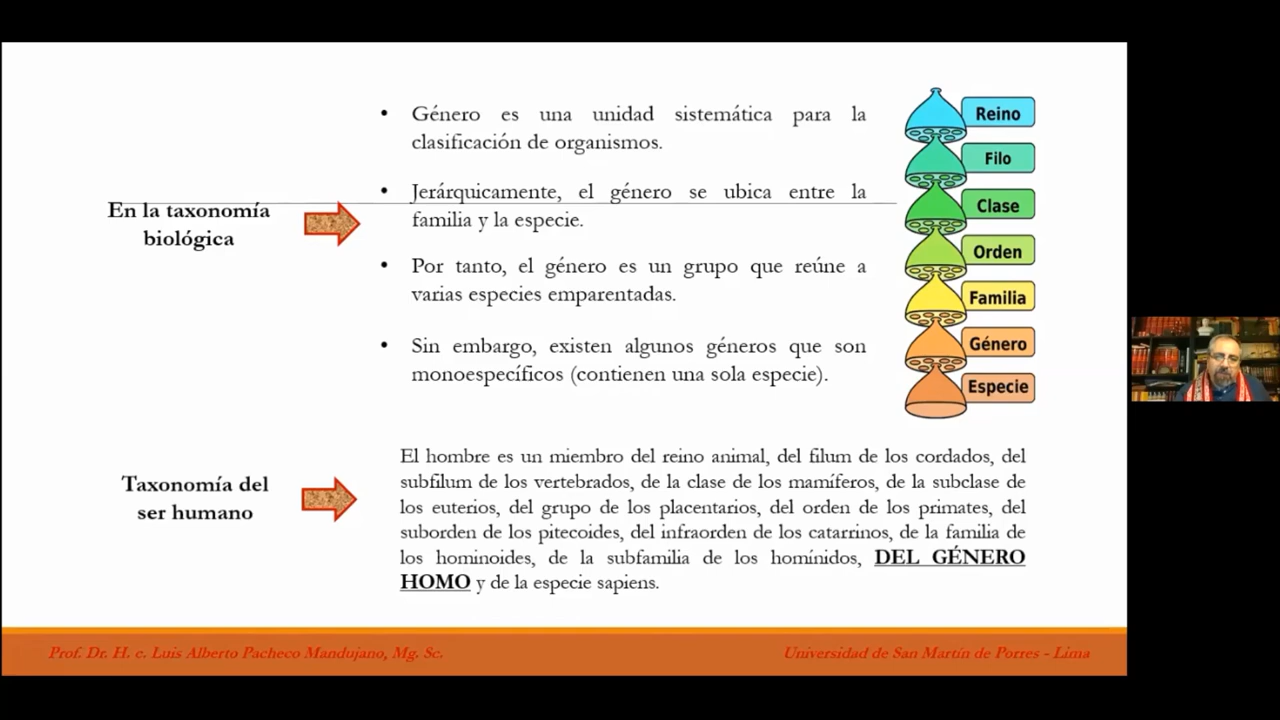 En la taxonomía
biológica
• Género es una unidad sistemática para la
clasificación de organismos.
• Jerárquicamente, el género se ubica entre la
familia y la especie.
• Por tanto, el género es un grupo que reúne a
varias especies emparentadas.
• Sin embargo, existen algunos géneros que son
monoespecíficos (contienen una sola especie).
Reino
Filo
Clase
Orden
Familia
Género
Especie
Taxonomía del
ser humano
El hombre es un miembro del reino animal, del filum de los cordados, del
subfilum de los vertebrados, de la clase de los mamíferos, de la subclase de
los euterios, del grupo de los placentarios, del orden de los primates, del
suborden de los pitecoides, del infraorden de los catarrinos, de la familia de
los hominoides, de la subfamilia de los homínidos, DEL GÉNERO
HOMO y de la especie sapiens.
Prof. Dr. H. c. Luis Alberto Pacheco Mandujano, Mg. Sc.
Universidad de San Martín de Porres - Lima